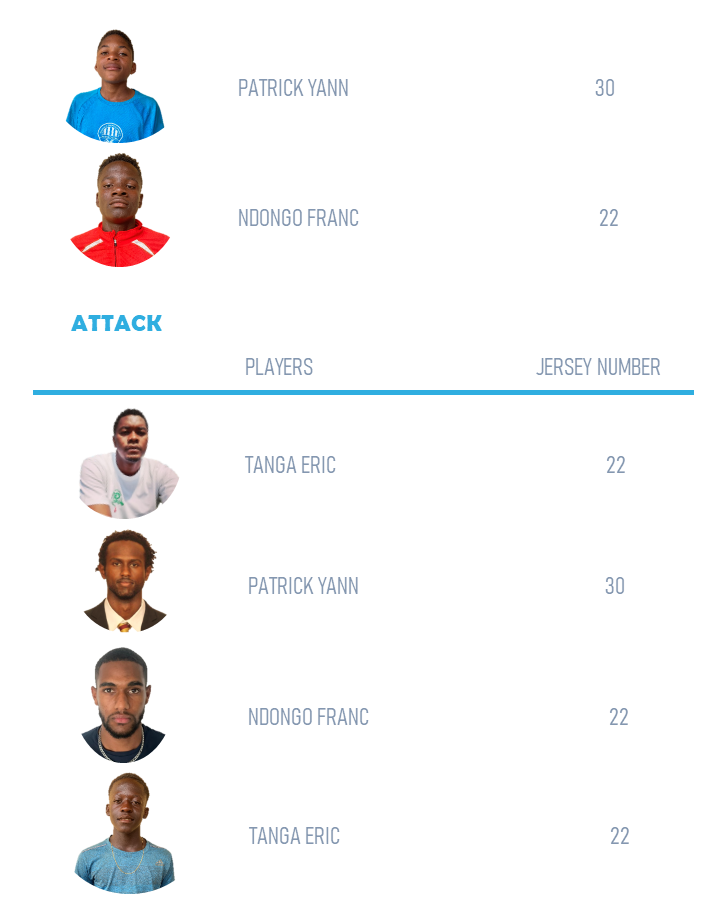 PATRICK YANN 30
NDONGO FRANC 22
ATTACK
PLAYERS JERSEY NUMBER
TANGA ERIC 22
PATRICK YANN 30
NDONGO FRANC 22
TANGA ERIC 22